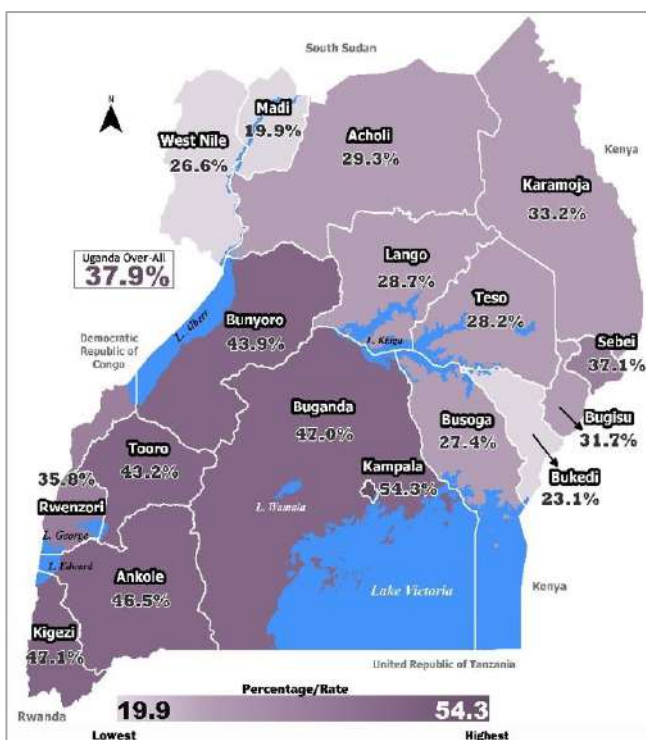 South Sudan
N
Madi
19.9%
West Nile
26.6%
Acholi
29.3%
Kenya
Karamoja
33.2%
Uganda Over-All
37.9%
Lango
28.7%
Teso
28.2%
L. Albert
Bunyoro
43.9%
L. Kyoga
Democratic
Republic of
Congo
Sebei
37.1%
Buganda
47.0%
Busoga
27.4%
Bugisu
31.7%
Tooro
43.2%
Kampala
54.3%
Bukedi
23.1%
35.8%
Rwenzori
L. George
L. Wamala
L. Edward
Ankole
46.5%
Lake Victoria
Kenya
Kigezi
47.1%
United Republic of Tanzania
Rwanda
Percentage/Rate
19.9
54.3
Lowest
Highest